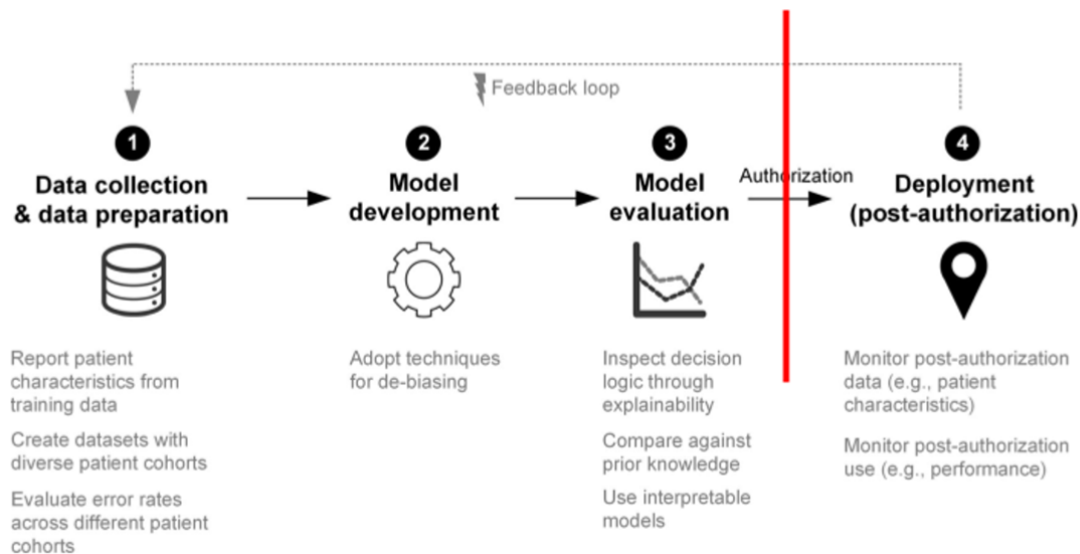 Feedback loop
1
Data collection
& data preparation
Report patient
characteristics from
training data
Create datasets with
diverse patient cohorts
Evaluate error rates
across different patient
cohorts
2
Model
development
Adopt techniques
for de-biasing
3
Model
evaluation
Inspect decision
logic through
explainability
Compare against
prior knowledge
Use interpretable
models
Authorization
4
Deployment
(post-authorization)
Monitor post-authorization
data (e.g., patient
characteristics)
Monitor post-authorization
use (e.g., performance)